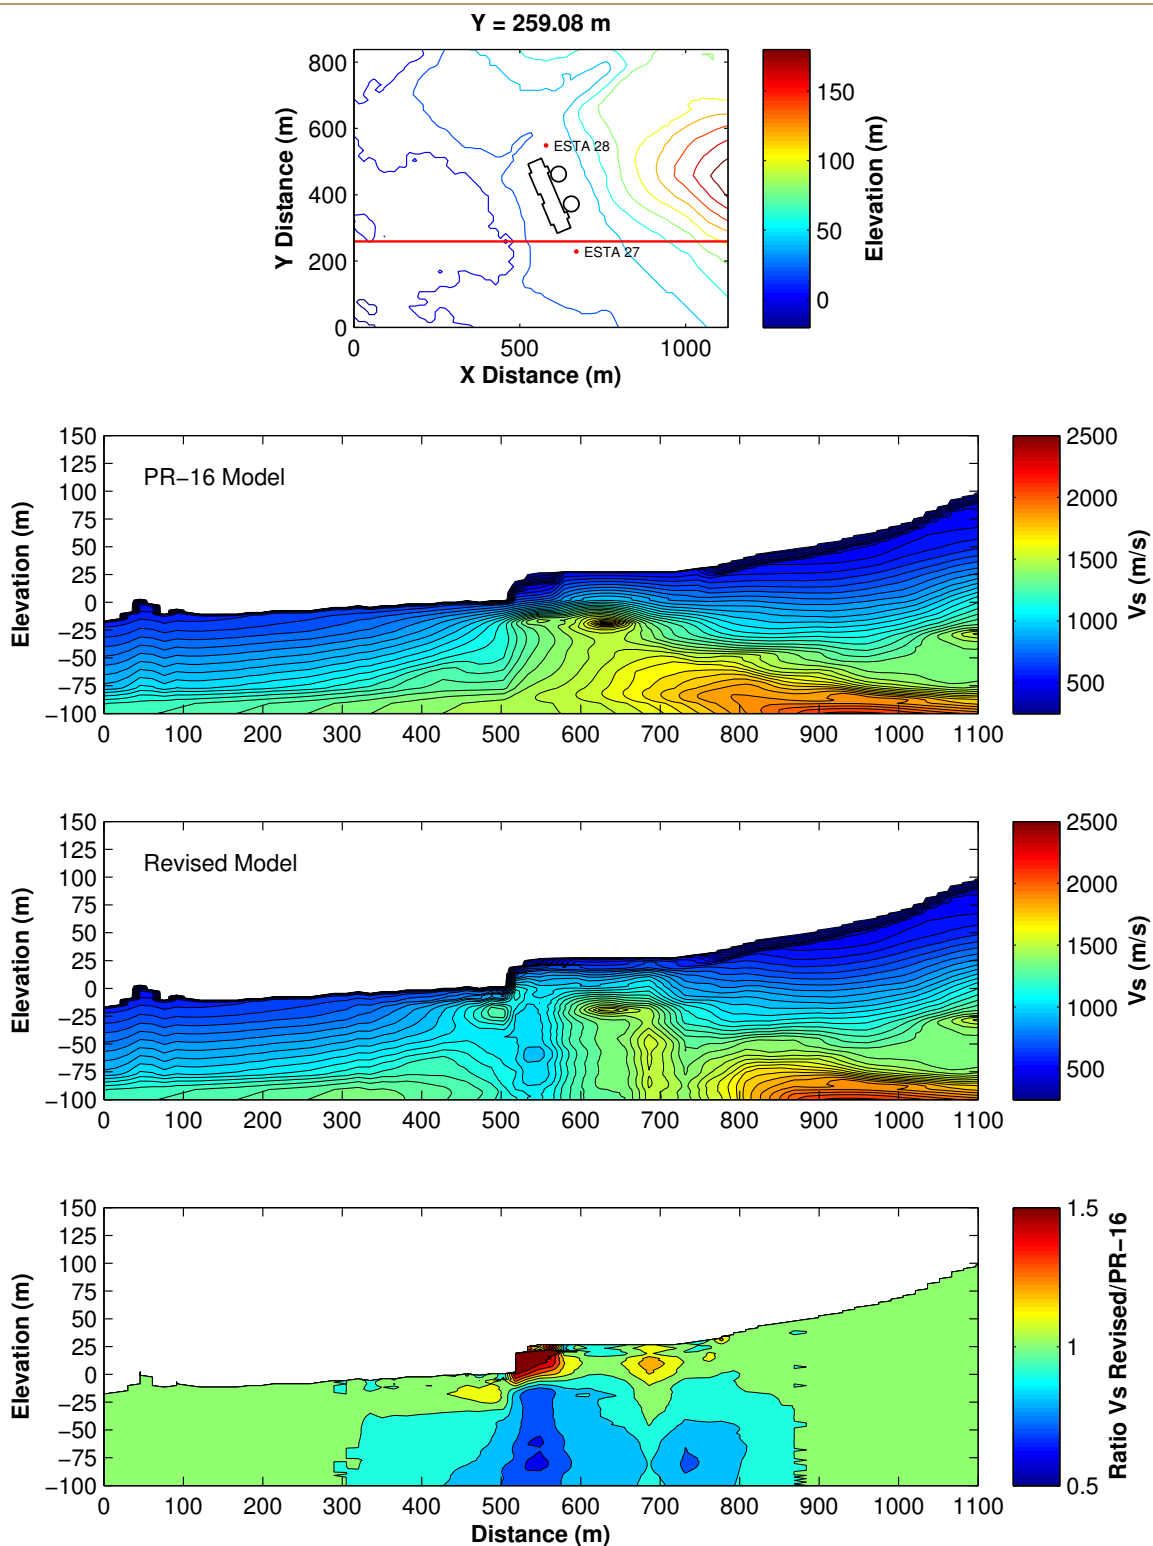 Y = 259.08 m
800
600
400
200
0
Y Distance (m)
ESTA 28
ESTA 27
0 500 1000
X Distance (m)
150
100
50
0
Elevation (m)
150
125
100
75
50
25
0
−25
−50
−75
−100
Elevation (m)
PR−16 Model
0 100 200 300 400 500 600 700 800 900 1000 1100
2500
2000
1500
1000
500
Vs (m/s)
150
125
100
75
50
25
0
−25
−50
−75
−100
Elevation (m)
Revised Model
0 100 200 300 400 500 600 700 800 900 1000 1100
2500
2000
1500
1000
500
Vs (m/s)
150
125
100
75
50
25
0
−25
−50
−75
−100
Elevation (m)
0 100 200 300 400 500 600 700 800 900 1000 1100
Distance (m)
1.5
1
0.5
Ratio Vs Revised/PR−16